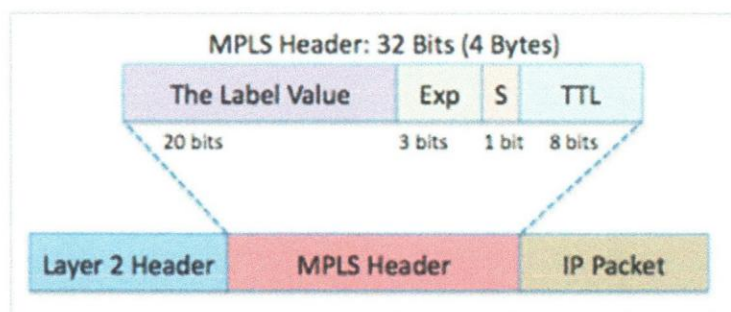 MPLS Header: 32 Bits (4 Bytes)
The Label Value Exp S TTL
20 bits 3 bits 1 bit 8 bits
Layer 2 Header MPLS Header IP Packet